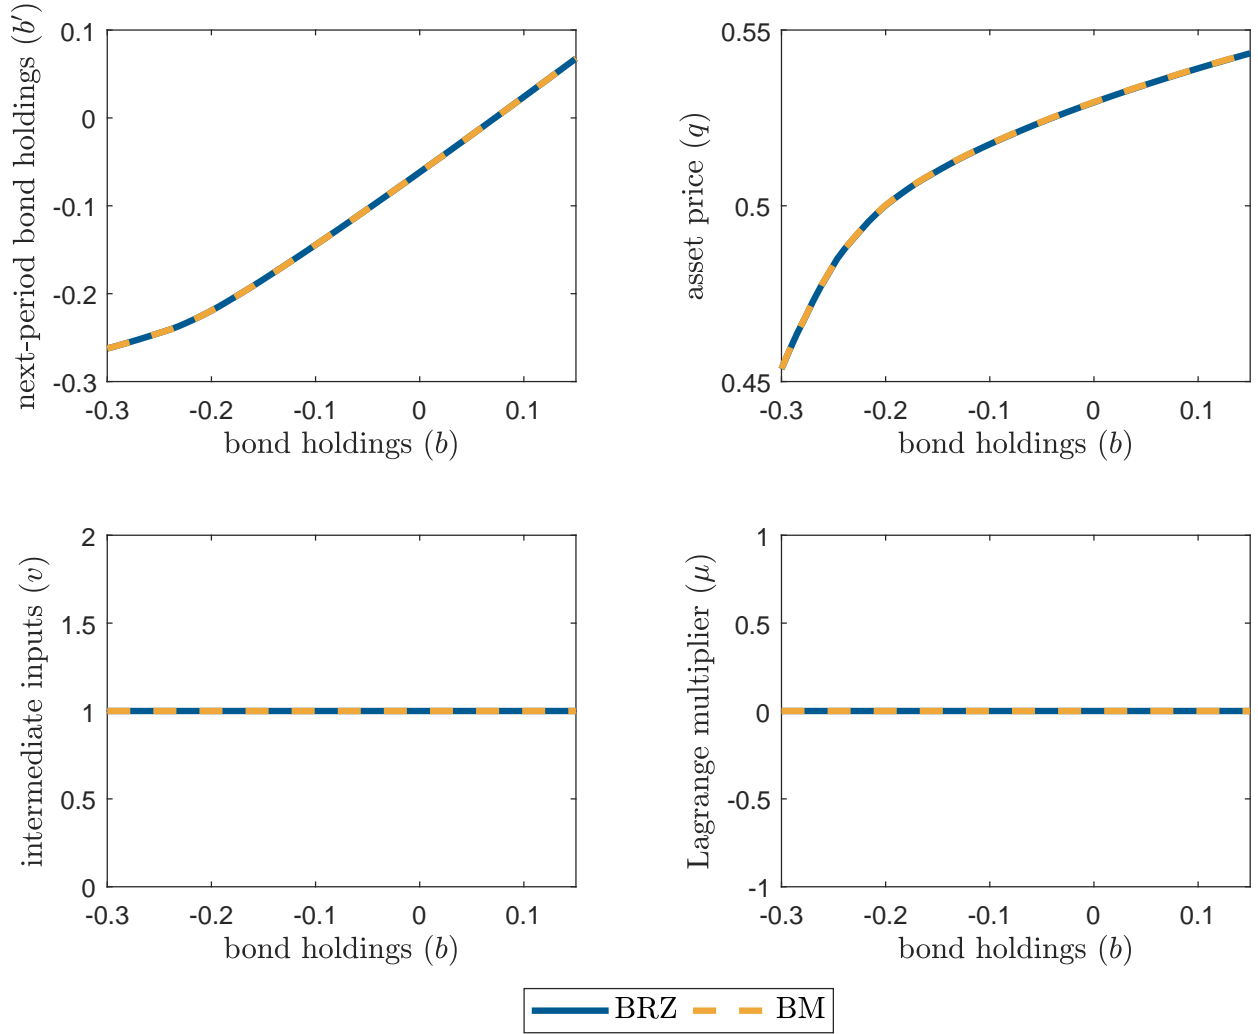 next-period bond holdings (b′)
0.1
0
-0.1
-0.2
-0.3
-0.3 -0.2 -0.1 0 0.1
bond holdings (b)
asset price (q)
0.55
0.5
0.45
-0.3 -0.2 -0.1 0 0.1
bond holdings (b)
intermediate inputs (v)
2
1.5
1
0.5
0
-0.3 -0.2 -0.1 0 0.1
bond holdings (b)
Lagrange multiplier (μ)
1
0.5
0
-0.5
-1
-0.3 -0.2 -0.1 0 0.1
bond holdings (b)
BRZ BM